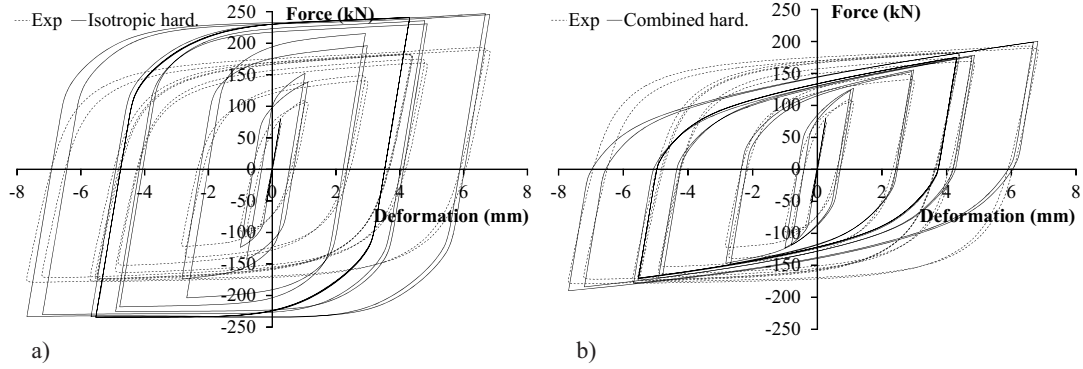 --- Exp — Isotropic hard.
Force (kN)
250
200
150
100
50
0
-50
-100
-150
-200
-250
-8 -6 -4 -2 0 2 4 6 8
Deformation (mm)
a)
--- Exp — Combined hard.
Force (kN)
250
200
150
100
50
0
-50
-100
-150
-200
-250
-8 -6 -4 -2 0 2 4 6 8
Deformation (mm)
b)